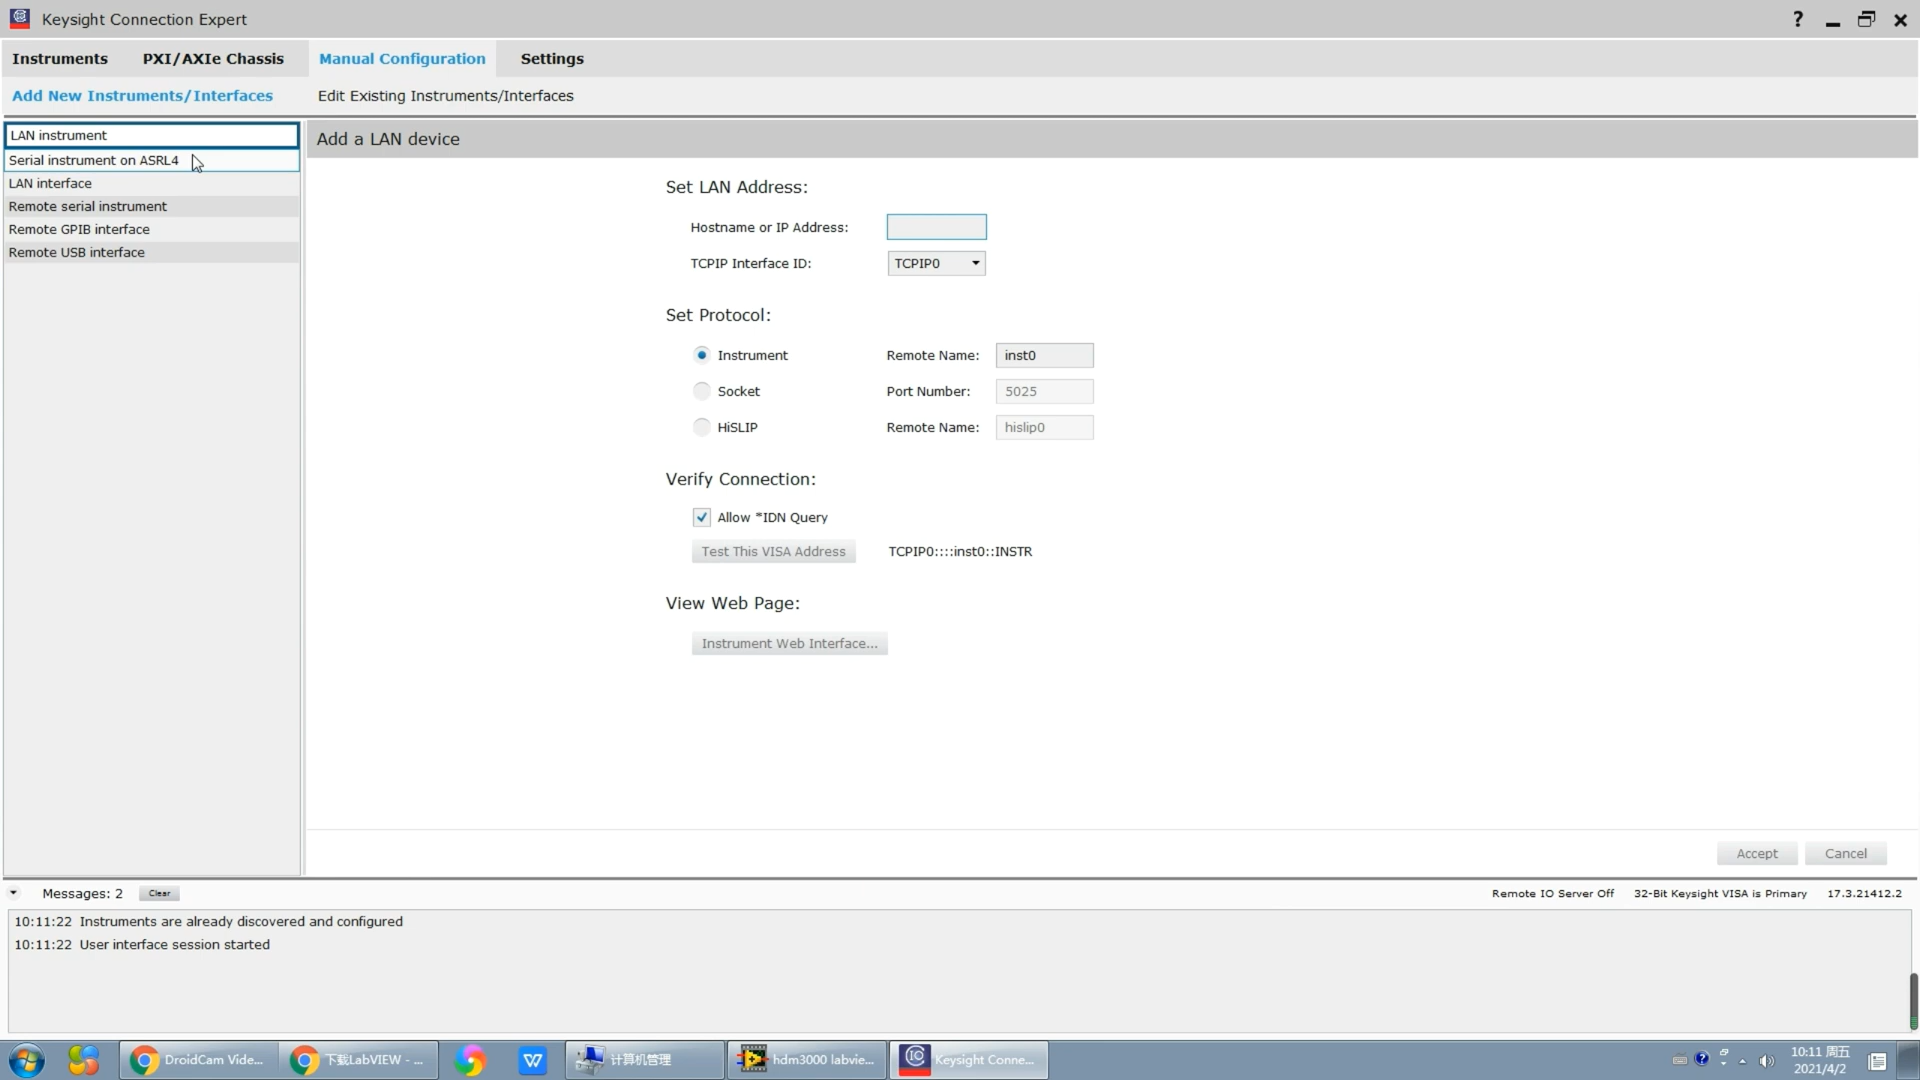 Keysight Connection Expert
?
Instruments
PXI/AXIe Chassis
Manual Configuration
Settings
Add New Instruments/Interfaces
Edit Existing Instruments/Interfaces
LAN instrument
Serial instrument on ASRL4
LAN interface
Remote serial instrument
Remote GPIB interface
Remote USB interface
Add a LAN device
Set LAN Address:
Hostname or IP Address:
TCPIP Interface ID: TCPIP0
Set Protocol:
Instrument Remote Name: inst0
Socket Port Number: 5025
HiSLIP Remote Name: hislip0
Verify Connection:
Allow *IDN Query
Test This VISA Address TCPIP0::::inst0::INSTR
View Web Page:
Instrument Web Interface...
Accept Cancel
Messages: 2 Clear
Remote IO Server Off 32-Bit Keysight VISA is Primary 17.3.21412.2
10:11:22 Instruments are already discovered and configured
10:11:22 User interface session started
DroidCam Vide...
下载LabVIEW - ...
W
计算机管理
hdm3000 labvie...
IO
Keysight Conne...
10:11 周五
2021/4/2